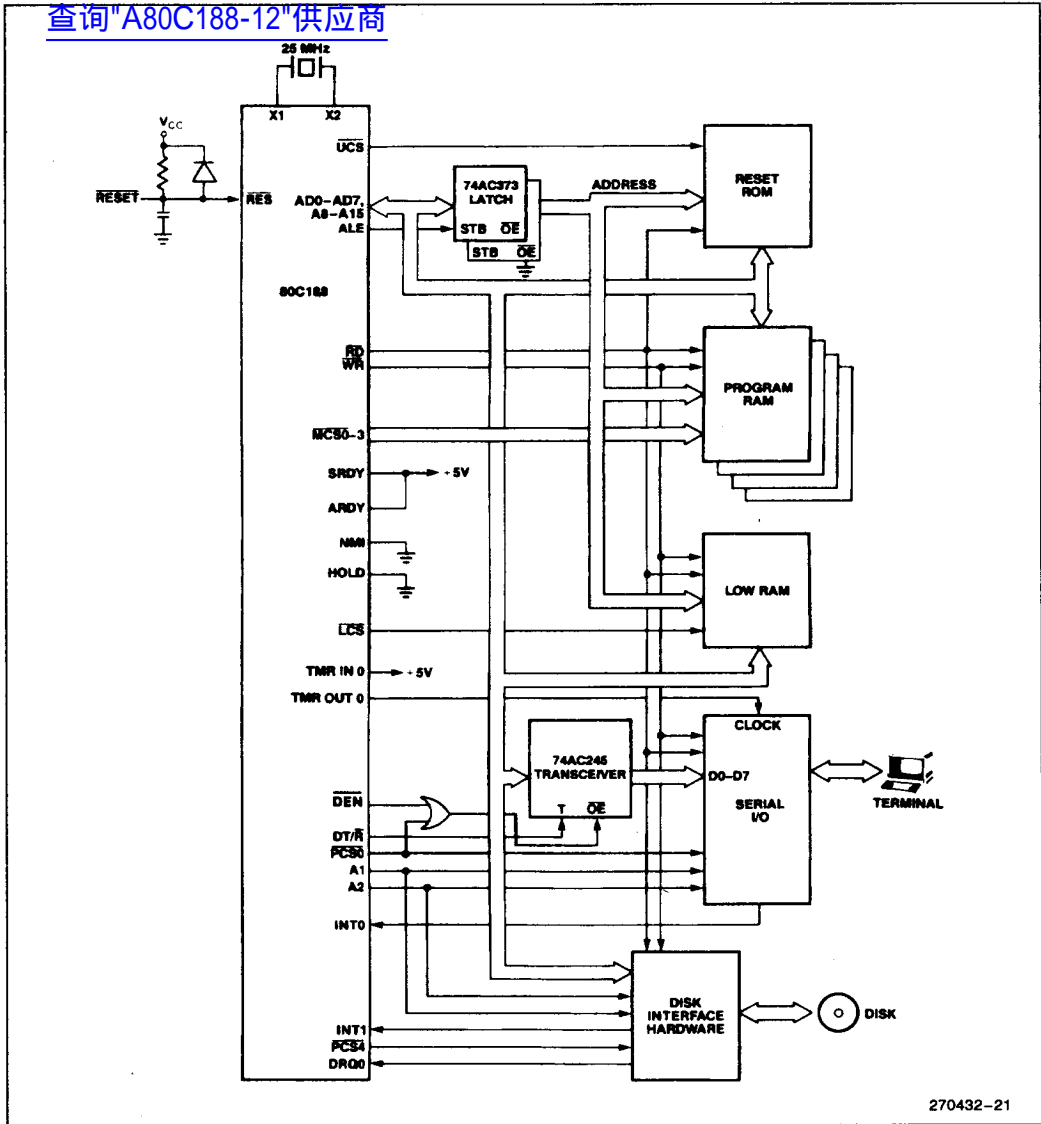 查询"A80C188-12"供应商
25 MHz
X1 X2
VCC
RESET
RES
UCS
AD0-AD7,
A8-A15
ALE
74AC373
LATCH
STB OE
STB OE
ADDRESS
RESET
ROM
80C188
RD
WR
PROGRAM
RAM
MCS0-3
SRDY
+5V
ARDY
NMI
HOLD
LOW RAM
LCS
TMR IN 0
+5V
TMR OUT 0
CLOCK
74AC245
TRANSCEIVER
T OE
D0-D7
SERIAL
I/O
TERMINAL
DEN
DT/R
PCS0
A1
A2
INT0
DISK
INTERFACE
HARDWARE
DISK
INT1
PCS4
DRQ0
270432-21